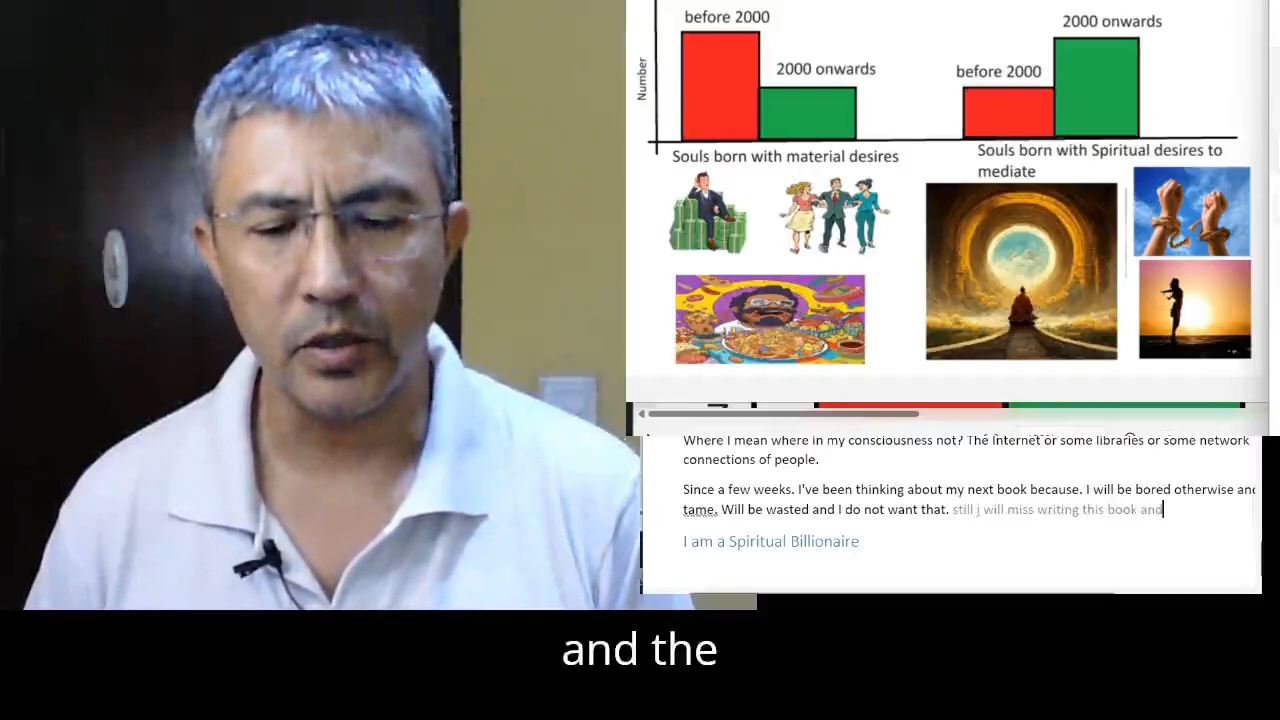 before 2000
2000 onwards
2000 onwards
before 2000
Number
Souls born with material desires
Souls born with Spiritual desires to
mediate
Where I mean where in my consciousness not? The Internet or some libraries or some network
connections of people.
Since a few weeks. I've been thinking about my next book because. I will be bored otherwise and
tame. Will be wasted and I do not want that. still j will miss writing this book and
I am a Spiritual Billionaire
and the